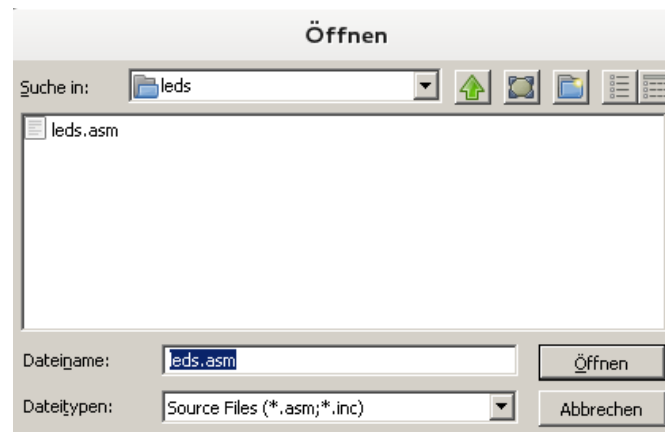 Öffnen
Suche in: leds
leds.asm
Dateiname: leds.asm Öffnen
Dateitypen: Source Files (*.asm;*.inc) Abbrechen